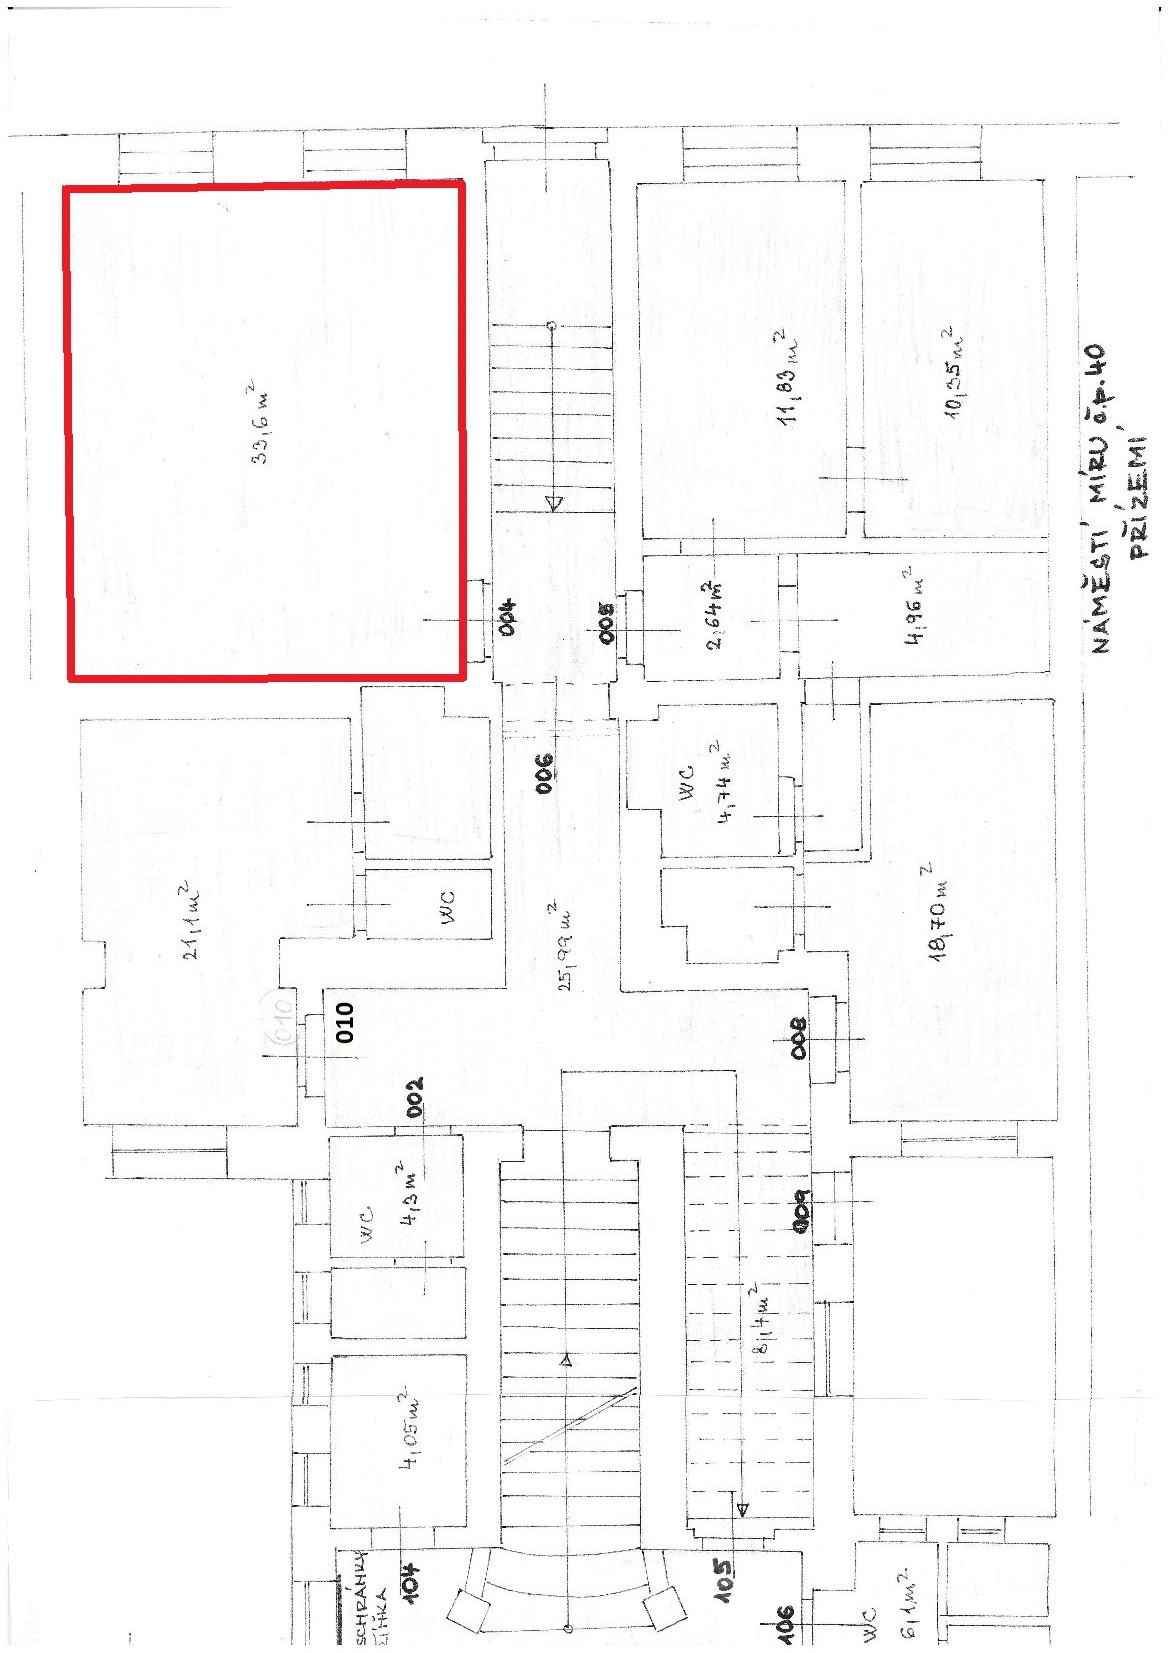 33,6 m²
11,83 m²
10,35 m²
NÁMĚSTÍ MÍRU č.p. 40,
PŘÍZEMÍ
004
005
2,64 m²
4,96 m²
006
WC
4,74 m²
21,1 m²
WC
25,99 m²
18,70 m²
(010)
010
008
002
WC
4,3 m²
009
8,14 m²
4,05 m²
104
105
106
SCHRÁNKY
WC
6,1 m²